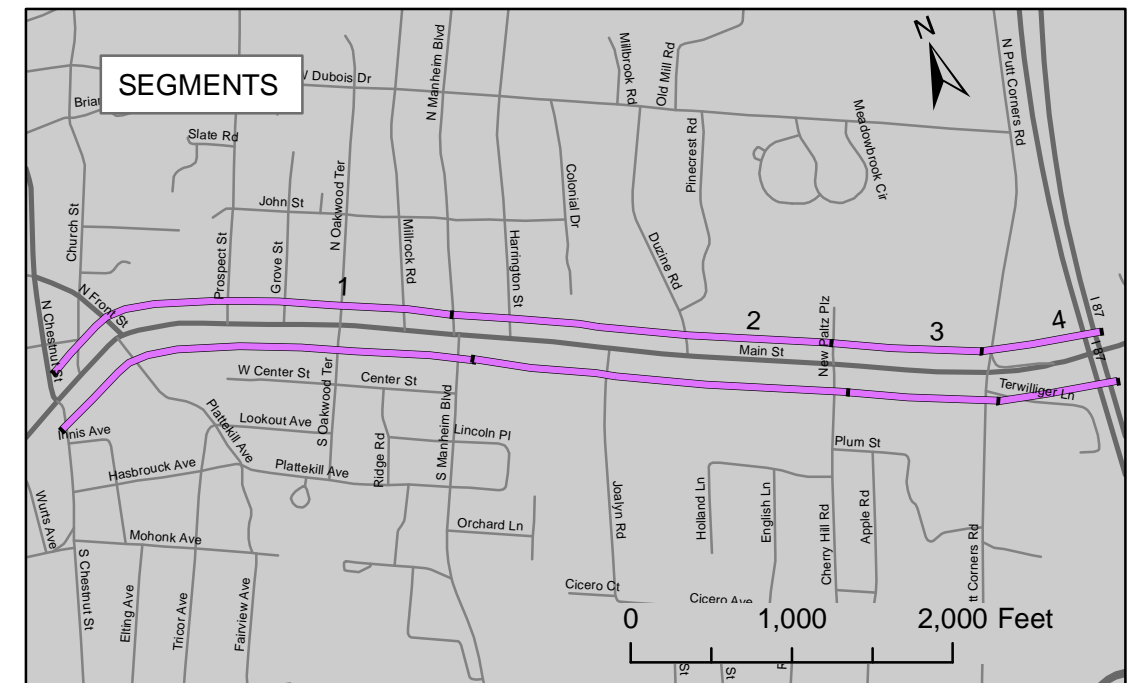 SEGMENTS
N
W Dubois Dr
Briar
Slate Rd
Church St
John St
Prospect St
Grove St
N Oakwood Ter
Millrock Rd
N Manheim Blvd
Harrington St
Colonial Dr
Millbrook Rd
Old Mill Rd
Pinecrest Rd
Duzine Rd
Meadowbrook Cir
N Putt Corners Rd
I 87
I 87
N Front St
N Chestnut St
1
2
3
4
Main St
New Paltz Plz
Terwilliger Ln
Innis Ave
W Center St
Center St
S Oakwood Ter
Lookout Ave
Plattekill Ave
Plattekill Ave
Hasbrouck Ave
Ridge Rd
S Manheim Blvd
Lincoln Pl
Orchard Ln
Wurts Ave
Mohonk Ave
S Chestnut St
Elting Ave
Tricor Ave
Fairview Ave
Joalyn Rd
Holland Ln
English Ln
Cherry Hill Rd
Apple Rd
Plum St
tt Corners Rd
Cicero Ct
Cicero Ave
0 1,000 2,000 Feet
St
St